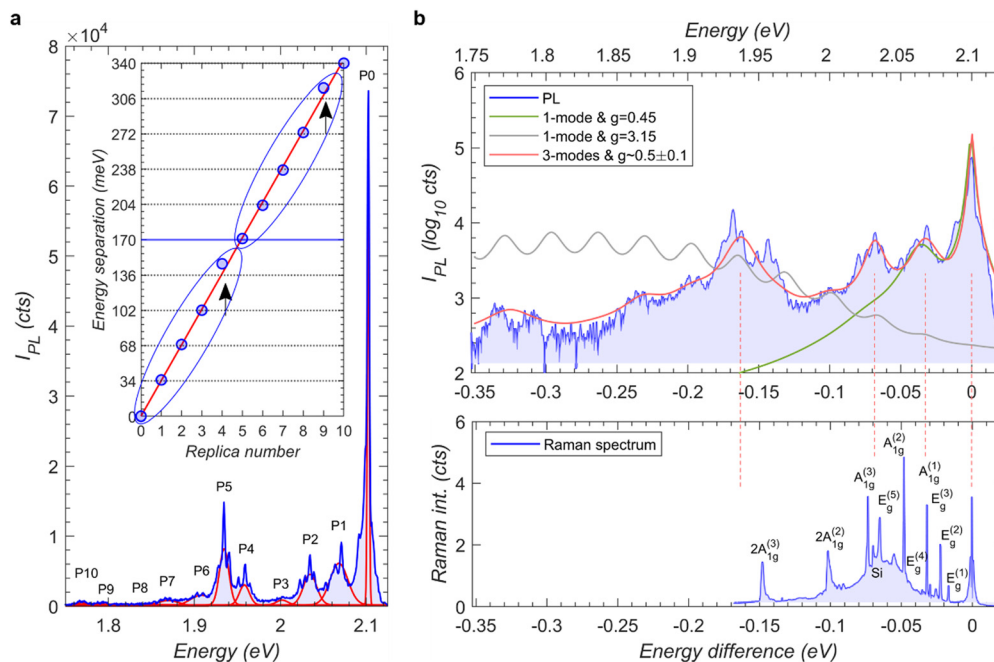 a
×10⁴
8
7
6
5
4
3
2
1
0
I_PL (cts)
1.8
1.9
2
2.1
Energy (eV)
P0
P1
P2
P3
P4
P5
P6
P7
P8
P9
P10
340
306
272
238
204
170
136
102
68
34
0
Energy separation (meV)
0 1 2 3 4 5 6 7 8 9 10
Replica number
b
Energy (eV)
1.75 1.8 1.85 1.9 1.95 2 2.05 2.1
6
5
4
3
2
I_PL (log₁₀ cts)
PL
1-mode & g=0.45
1-mode & g=3.15
3-modes & g~0.5±0.1
-0.35 -0.3 -0.25 -0.2 -0.15 -0.1 -0.05 0
Raman spectrum
6
4
2
0
Raman int. (cts)
2A₁g⁽³⁾
2A₁g⁽²⁾
A₁g⁽³⁾
E_g⁽⁵⁾
Si
A₁g⁽²⁾
E_g⁽⁴⁾
A₁g⁽¹⁾
E_g⁽³⁾
E_g⁽²⁾
E_g⁽¹⁾
-0.35 -0.3 -0.25 -0.2 -0.15 -0.1 -0.05 0
Energy difference (eV)